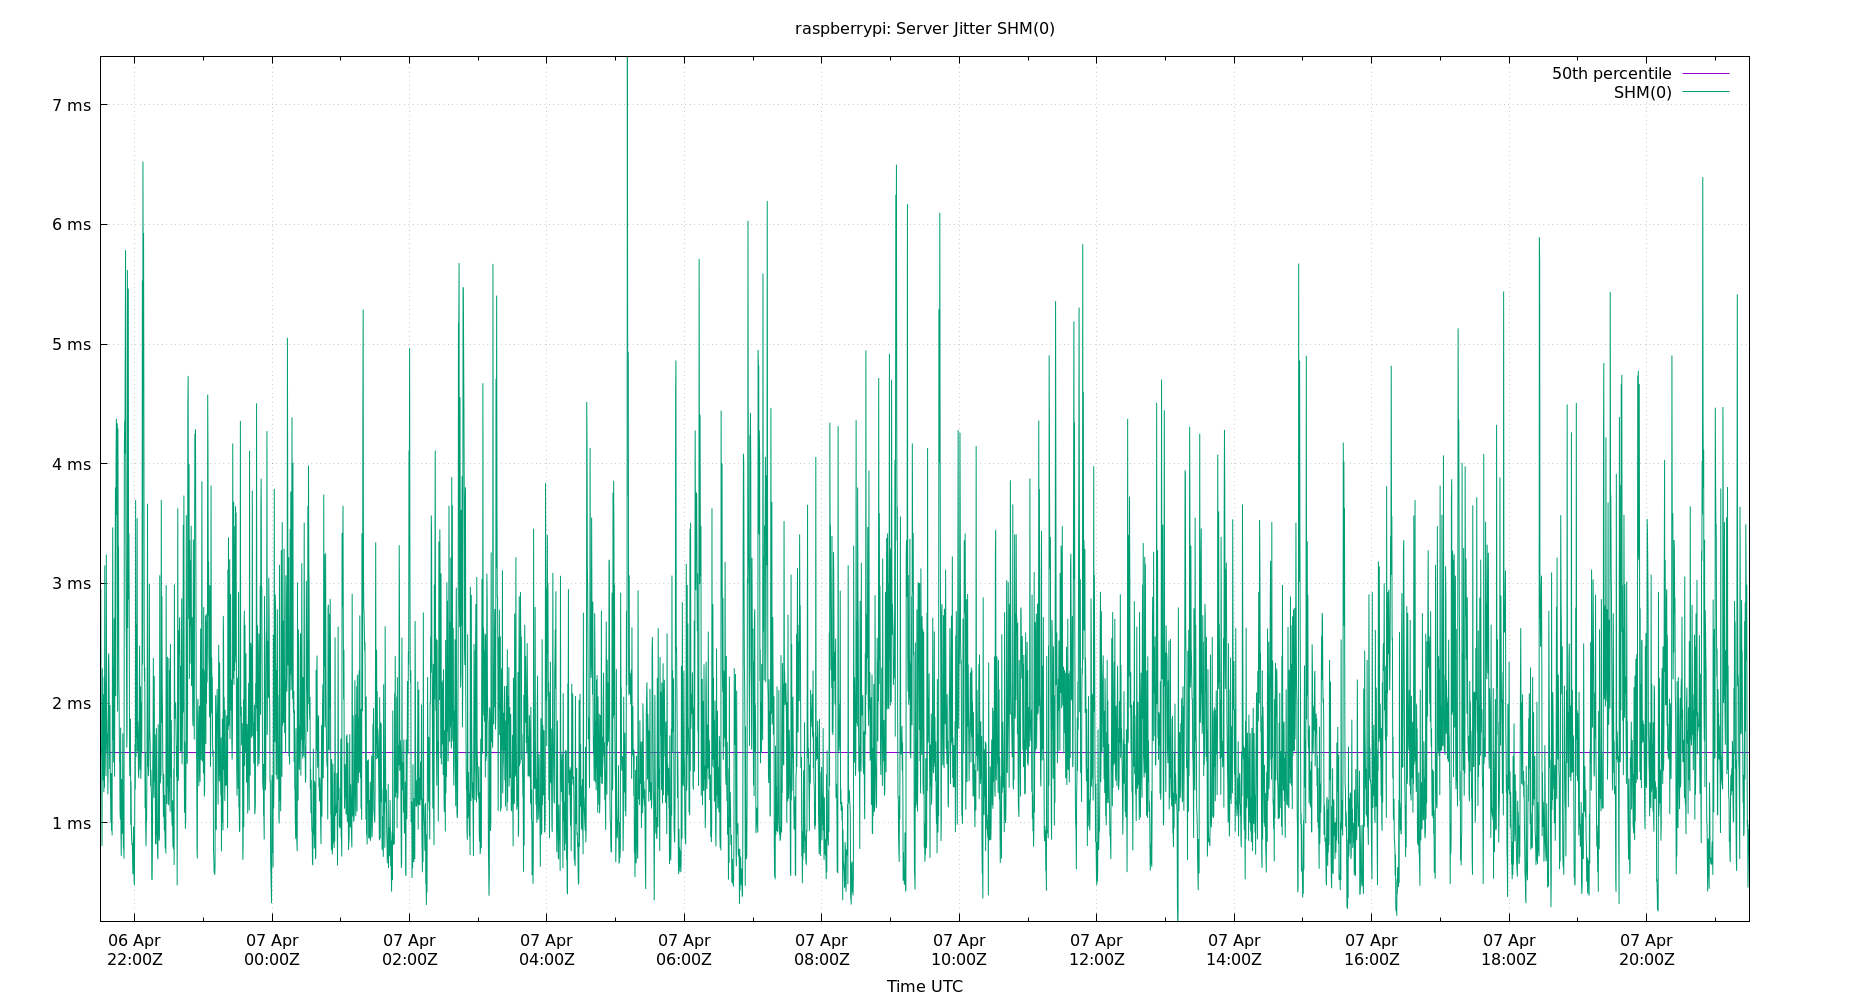 raspberrypi: Server Jitter SHM(0)
50th percentile
SHM(0)
7 ms
6 ms
5 ms
4 ms
3 ms
2 ms
1 ms
06 Apr 07 Apr 07 Apr 07 Apr 07 Apr 07 Apr 07 Apr 07 Apr 07 Apr 07 Apr 07 Apr 07 Apr
22:00Z 00:00Z 02:00Z 04:00Z 06:00Z 08:00Z 10:00Z 12:00Z 14:00Z 16:00Z 18:00Z 20:00Z
Time UTC